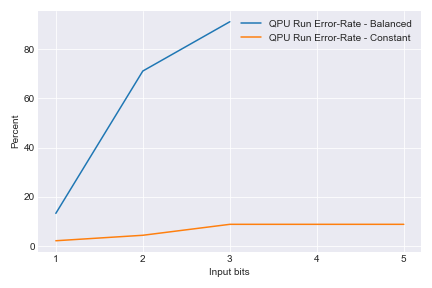 QPU Run Error-Rate - Balanced
QPU Run Error-Rate - Constant
80
60
40
20
0
Percent
1 2 3 4 5
Input bits